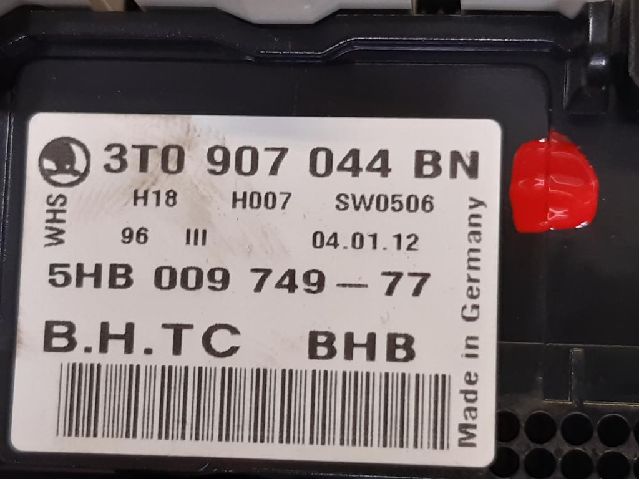 3T0 907 044 BN
H18 H007 SW0506
WHS
96 III 04.01.12
5HB 009 749-77
B.H.TC BHB
Made in Germany